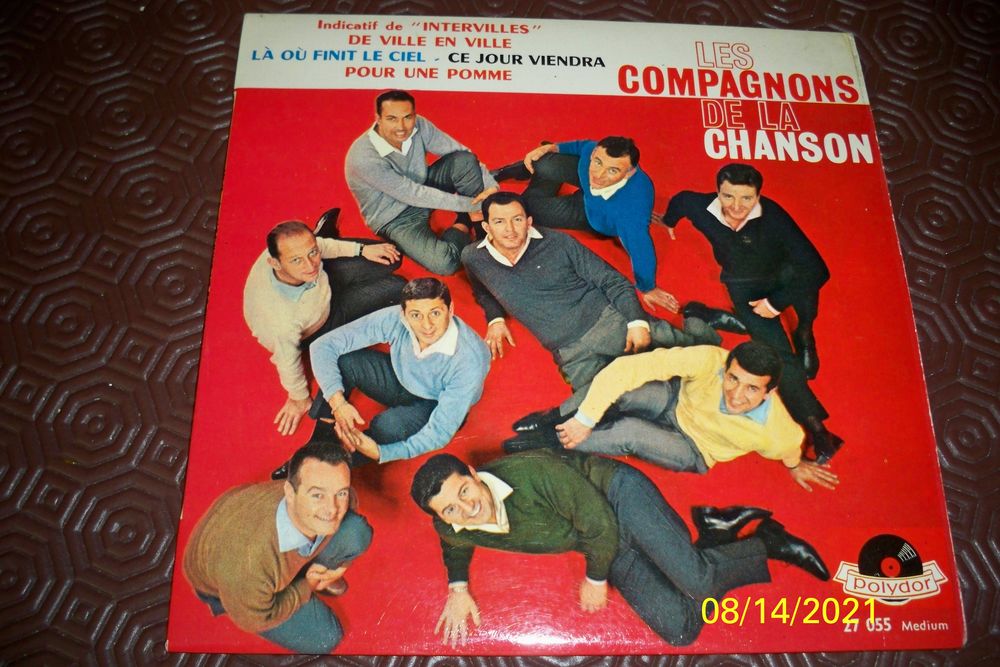 Indicatif de "INTERVILLES"
DE VILLE EN VILLE
LÀ OÙ FINIT LE CIEL - CE JOUR VIENDRA
POUR UNE POMME
LES
COMPAGNONS
DE LA
CHANSON
Polydor
27 055 Medium
08/14/2021